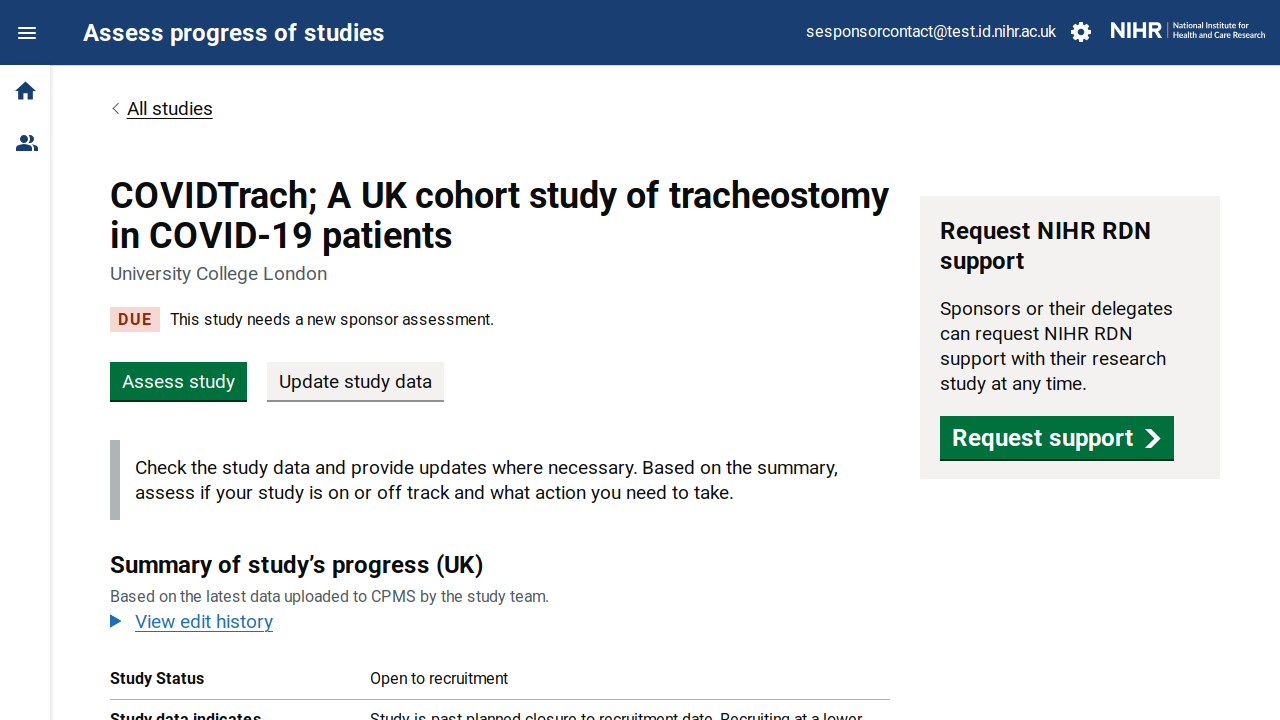 Assess progress of studies
sesponsorcontact@test.id.nihr.ac.uk
NIHR
National Institute for
Health and Care Research
All studies
COVIDTrach; A UK cohort study of tracheostomy
in COVID-19 patients
University College London
DUE
This study needs a new sponsor assessment.
Assess study
Update study data
Check the study data and provide updates where necessary. Based on the summary,
assess if your study is on or off track and what action you need to take.
Summary of study’s progress (UK)
Based on the latest data uploaded to CPMS by the study team.
View edit history
Study Status
Open to recruitment
Study data indicates
Study is past planned closure to recruitment date, Recruiting at a lower
Request NIHR RDN
support
Sponsors or their delegates
can request NIHR RDN
support with their research
study at any time.
Request support